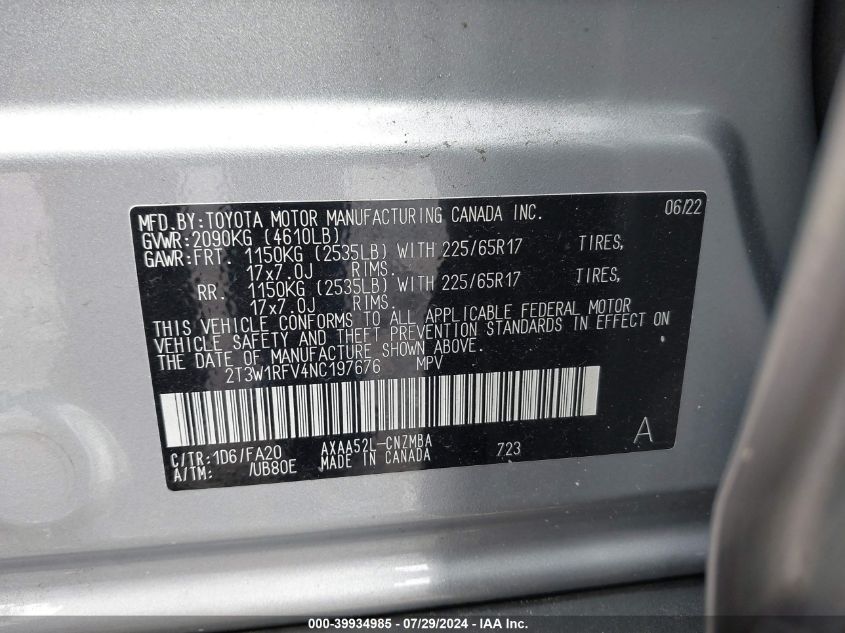 MFD.BY:TOYOTA MOTOR MANUFACTURING CANADA INC. 06/22
GVWR:2090KG (4610LB)
GAWR:FRT. 1150KG (2535LB) WITH 225/65R17 TIRES,
17x7.0J RIMS.
RR. 1150KG (2535LB) WITH 225/65R17 TIRES,
17x7.0J RIMS.
THIS VEHICLE CONFORMS TO ALL APPLICABLE FEDERAL MOTOR
VEHICLE SAFETY AND THEFT PREVENTION STANDARDS IN EFFECT ON
THE DATE OF MANUFACTURE SHOWN ABOVE.
2T3W1RFV4NC197676 MPV
C/TR:1D6/FA20 AXAA52L-CNZMBA 723 A
A/TM: /UB80E MADE IN CANADA
000-39934985 / 07/29/2024 - IAA Inc.